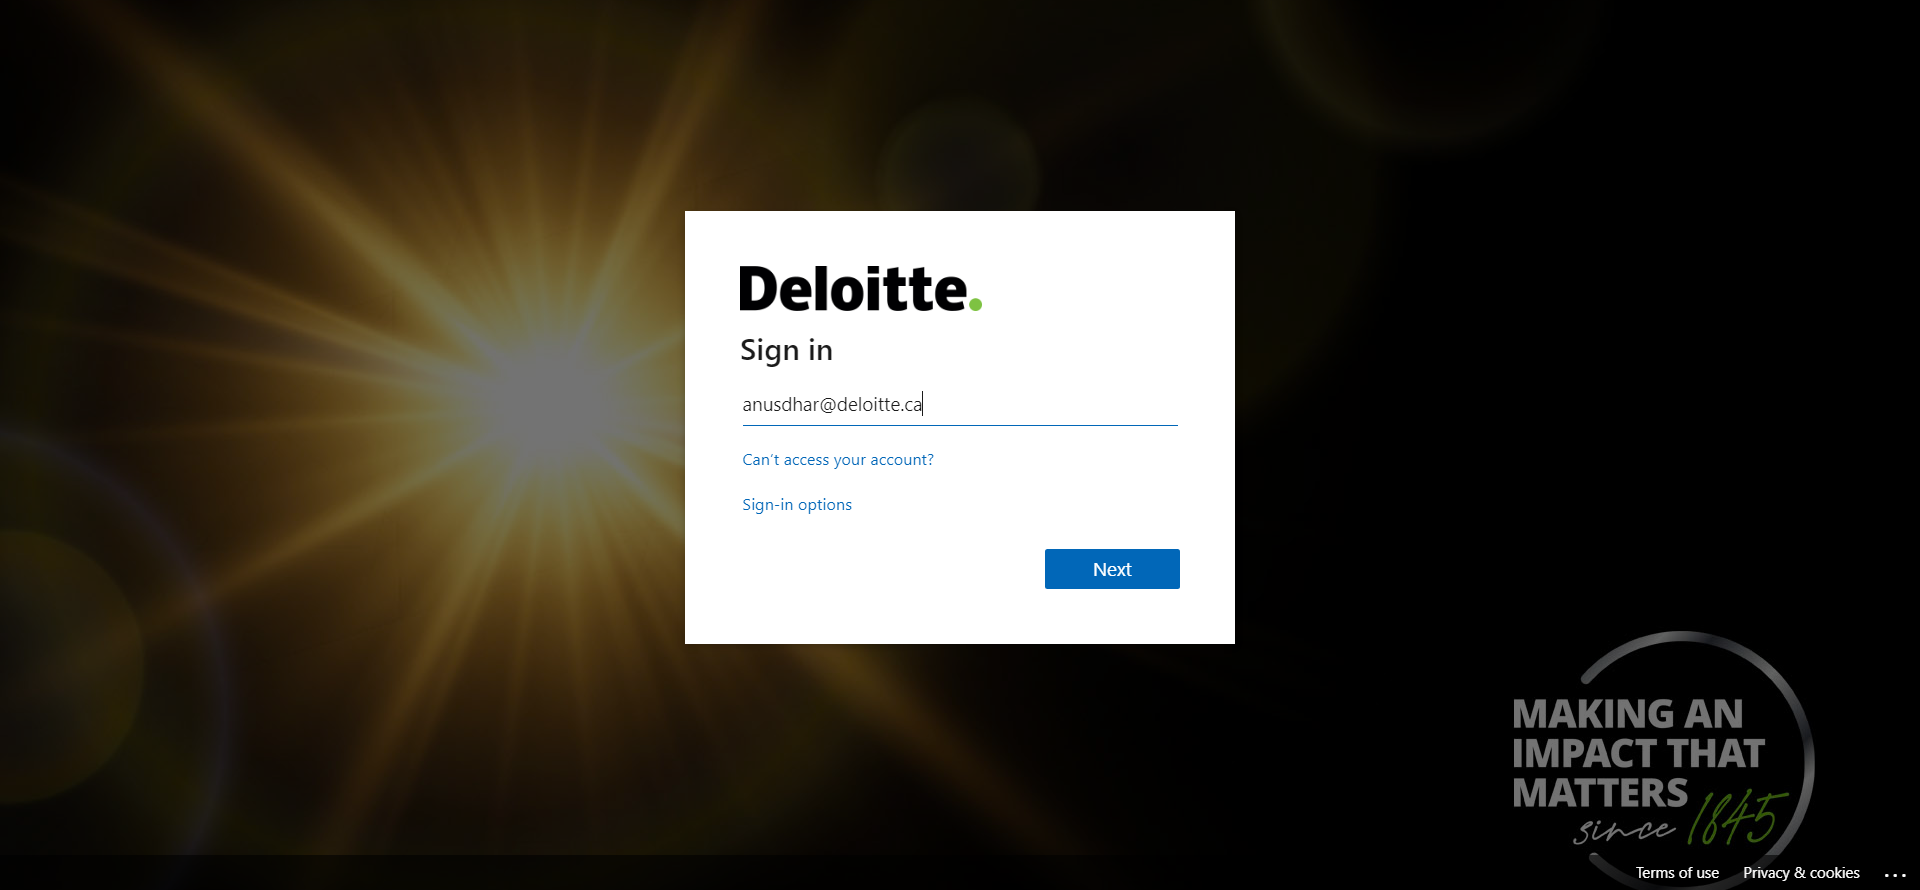 Deloitte.
Sign in
anusdhar@deloitte.ca
Can't access your account?
Sign-in options
Next
MAKING AN
IMPACT THAT
MATTERS
since 1845
Terms of use Privacy & cookies ...